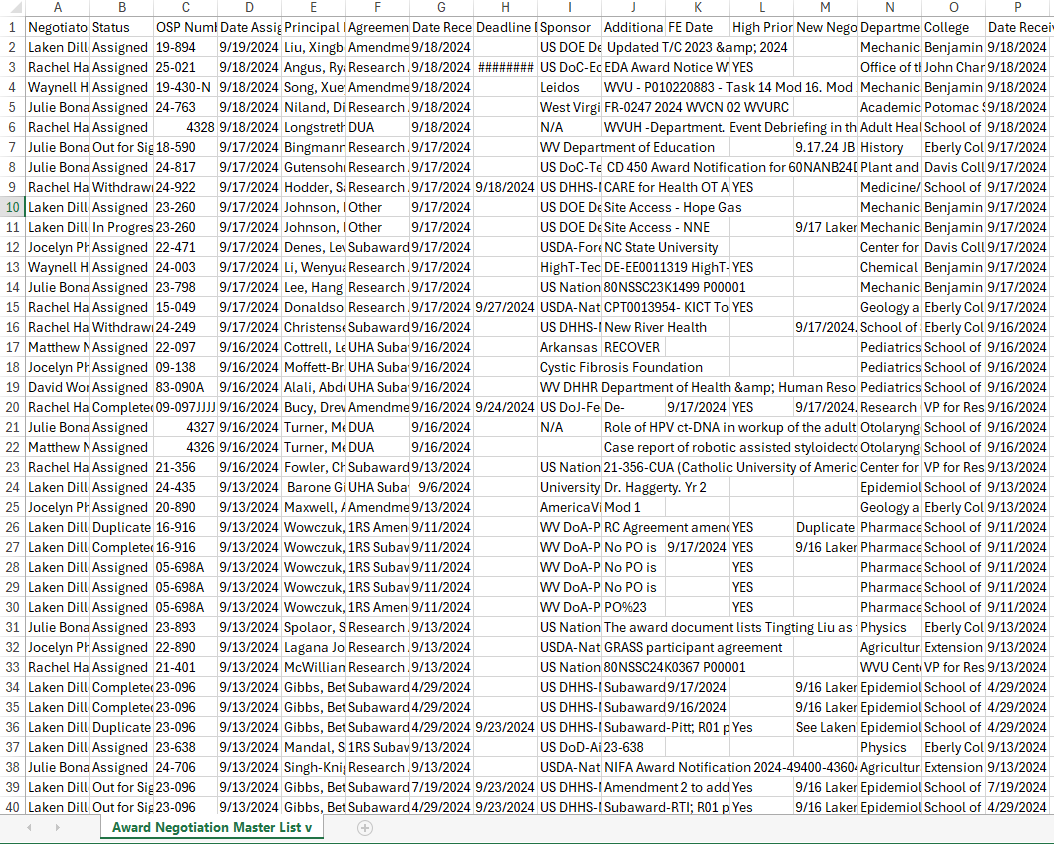 A B C D E F G H I J K L M N O P
1 Negotiato Status OSP Num Date Assig Principal Agreemen Date Rece Deadline Sponsor Additiona FE Date High Prior New Nego Departme College Date Recei
2 Laken Dill Assigned 19-894 9/19/2024 Liu, Xingb Amendme 9/18/2024 US DOE De Updated T/C 2023 &amp; 2024 Mechanic Benjamin 9/18/2024
3 Rachel Ha Assigned 25-021 9/18/2024 Angus, Ry Research 9/18/2024 ######## US DoC-Ec EDA Award Notice W YES Office of t John Char 9/18/2024
4 Waynell H Assigned 19-430-N 9/18/2024 Song, Xue Amendme 9/18/2024 Leidos WVU - P010220883 - Task 14 Mod 16. Mod Mechanic Benjamin 9/18/2024
5 Julie Bona Assigned 24-763 9/18/2024 Niland, Di Research 9/18/2024 West Virgi FR-0247 2024 WVCN 02 WVURC Academic Potomac S 9/18/2024
6 Rachel Ha Assigned 4328 9/18/2024 Longstreth DUA 9/18/2024 N/A WVUH -Department. Event Debriefing in th Adult Heal School of 9/18/2024
7 Julie Bona Out for Sig 18-590 9/17/2024 Bingmann Research 9/17/2024 WV Department of Education 9.17.24 JB History Eberly Col 9/17/2024
8 Julie Bona Assigned 24-817 9/17/2024 Gutensohn Research 9/17/2024 US DoC-Te CD 450 Award Notification for 60NANB24D Plant and Davis Coll 9/17/2024
9 Rachel Ha Withdrawn 24-922 9/17/2024 Hodder, Sa Research 9/17/2024 9/18/2024 US DHHS-N CARE for Health OT A YES Medicine/ School of 9/17/2024
10 Laken Dill Assigned 23-260 9/17/2024 Johnson, Other 9/17/2024 US DOE De Site Access - Hope Gas Mechanic Benjamin 9/17/2024
11 Laken Dill In Progres 23-260 9/17/2024 Johnson, Other 9/17/2024 US DOE De Site Access - NNE 9/17 Laken Mechanic Benjamin 9/17/2024
12 Jocelyn Ph Assigned 22-471 9/17/2024 Denes, Lev Subaward 9/17/2024 USDA-Fore NC State University Center for Davis Coll 9/17/2024
13 Waynell H Assigned 24-003 9/17/2024 Li, Wenyua Research 9/17/2024 HighT-Tec DE-EE0011319 HighT- YES Chemical Benjamin 9/17/2024
14 Julie Bona Assigned 23-798 9/17/2024 Lee, Hang Research 9/17/2024 US Nation 80NSSC23K1499 P00001 Mechanic Benjamin 9/17/2024
15 Rachel Ha Assigned 15-049 9/17/2024 Donaldso Research 9/17/2024 9/27/2024 USDA-Nat CPT0013954- KICT To YES Geology a Eberly Col 9/17/2024
16 Rachel Ha Withdrawn 24-249 9/17/2024 Christense Subaward 9/16/2024 US DHHS-N New River Health 9/17/2024. School of School of 9/16/2024
17 Matthew N Assigned 22-097 9/16/2024 Cottrell, Le UHA Suba 9/16/2024 Arkansas RECOVER Pediatrics School of 9/16/2024
18 Jocelyn Ph Assigned 09-138 9/16/2024 Moffett-Br UHA Suba 9/16/2024 Cystic Fibrosis Foundation Pediatrics School of 9/16/2024
19 David Wor Assigned 83-090A 9/16/2024 Alali, Abdu UHA Suba 9/16/2024 WV DHHR Department of Health &amp; Human Reso Pediatrics School of 9/16/2024
20 Rachel Ha Complete 09-097JJJJ 9/16/2024 Bucy, Drev Amendme 9/16/2024 9/24/2024 US DoJ-Fe De- 9/17/2024 YES 9/17/2024. Research VP for Res 9/16/2024
21 Julie Bona Assigned 4327 9/16/2024 Turner, Me DUA 9/16/2024 N/A Role of HPV ct-DNA in workup of the adult Otolaryng School of 9/16/2024
22 Matthew N Assigned 4326 9/16/2024 Turner, Me DUA 9/16/2024 Case report of robotic assisted styloidecto Otolaryng School of 9/16/2024
23 Rachel Ha Assigned 21-356 9/16/2024 Fowler, Ch Subaward 9/13/2024 US Nation 21-356-CUA (Catholic University of Americ Center for VP for Res 9/13/2024
24 Laken Dill Assigned 24-435 9/13/2024 Barone Gi UHA Suba 9/6/2024 University Dr. Haggerty. Yr 2 Epidemiol School of 9/13/2024
25 Jocelyn Ph Assigned 20-890 9/13/2024 Maxwell, A Amendme 9/13/2024 AmericaVi Mod 1 Geology a Eberly Col 9/13/2024
26 Laken Dill Duplicate 16-916 9/13/2024 Wowczuk, 1RS Amen 9/11/2024 WV DoA-P RC Agreement amend YES Duplicate Pharmace School of 9/11/2024
27 Laken Dill Complete 16-916 9/13/2024 Wowczuk, 1RS Subav 9/11/2024 WV DoA-P No PO is 9/17/2024 YES 9/16 Laken Pharmace School of 9/11/2024
28 Laken Dill Assigned 05-698A 9/13/2024 Wowczuk, 1RS Subav 9/11/2024 WV DoA-P No PO is YES Pharmace School of 9/11/2024
29 Laken Dill Assigned 05-698A 9/13/2024 Wowczuk, 1RS Subav 9/11/2024 WV DoA-P No PO is YES Pharmace School of 9/11/2024
30 Laken Dill Assigned 05-698A 9/13/2024 Wowczuk, 1RS Amen 9/11/2024 WV DoA-P PO%23 YES Pharmace School of 9/11/2024
31 Julie Bona Assigned 23-893 9/13/2024 Spolaor, S Research 9/13/2024 US Nation The award document lists Tingting Liu as Physics Eberly Col 9/13/2024
32 Jocelyn Ph Assigned 22-890 9/13/2024 Lagana Jo Research 9/13/2024 USDA-Nat GRASS participant agreement Agricultur Extension 9/13/2024
33 Rachel Ha Assigned 21-401 9/13/2024 McWillian Research 9/13/2024 US Nation 80NSSC24K0367 P00001 WVU Cent VP for Res 9/13/2024
34 Laken Dill Complete 23-096 9/13/2024 Gibbs, Bet Subaward 4/29/2024 US DHHS-N Subaward 9/17/2024 9/16 Laken Epidemiol School of 4/29/2024
35 Laken Dill Complete 23-096 9/13/2024 Gibbs, Bet Subaward 4/29/2024 US DHHS-N Subaward 9/16/2024 9/16 Laken Epidemiol School of 4/29/2024
36 Laken Dill Duplicate 23-096 9/13/2024 Gibbs, Bet Subaward 4/29/2024 9/23/2024 US DHHS-N Subaward-Pitt; R01 p Yes See Laken Epidemiol School of 4/29/2024
37 Laken Dill Assigned 23-638 9/13/2024 Mandal, S 1RS Subav 9/13/2024 US DoD-Ai 23-638 Physics Eberly Col 9/13/2024
38 Julie Bona Assigned 24-706 9/13/2024 Singh-Kni Research 9/13/2024 USDA-Nat NIFA Award Notification 2024-49400-43604 Agricultur Extension 9/13/2024
39 Laken Dill Out for Sig 23-096 9/13/2024 Gibbs, Bet Subaward 7/19/2024 9/23/2024 US DHHS-N Amendment 2 to add Yes 9/16 Laken Epidemiol School of 7/19/2024
40 Laken Dill Out for Sig 23-096 9/13/2024 Gibbs, Bet Subaward 4/29/2024 9/23/2024 US DHHS-N Subaward-RTI; R01 p Yes 9/16 Laken Epidemiol School of 4/29/2024
Award Negotiation Master List v